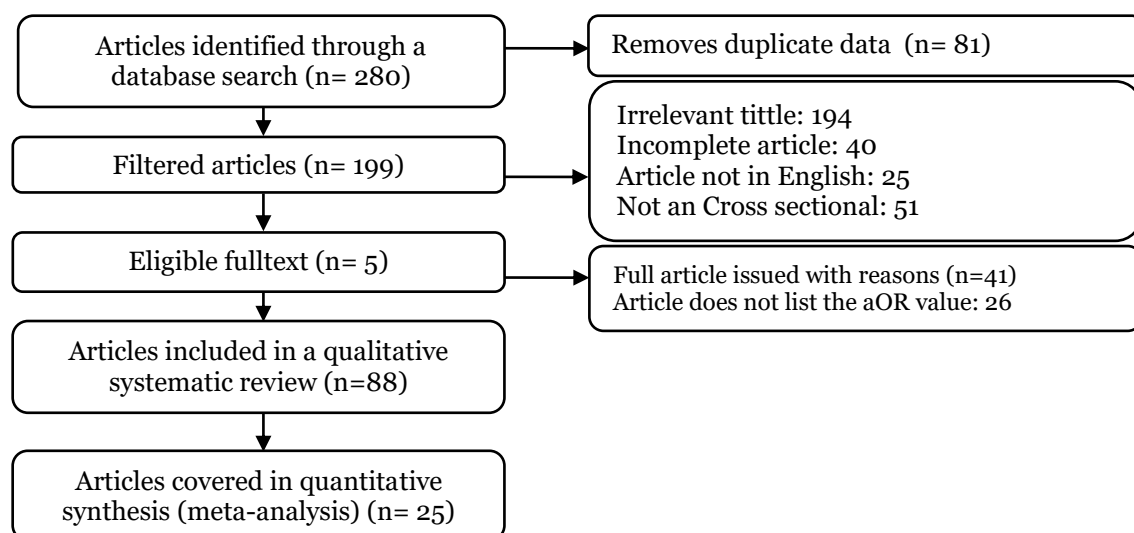 Articles identified through a
database search (n= 280)
Removes duplicate data (n= 81)
Filtered articles (n= 199)
Irrelevant tittle: 194
Incomplete article: 40
Article not in English: 25
Not an Cross sectional: 51
Eligible fulltext (n= 5)
Full article issued with reasons (n=41)
Article does not list the aOR value: 26
Articles included in a qualitative
systematic review (n=88)
Articles covered in quantitative
synthesis (meta-analysis) (n= 25)